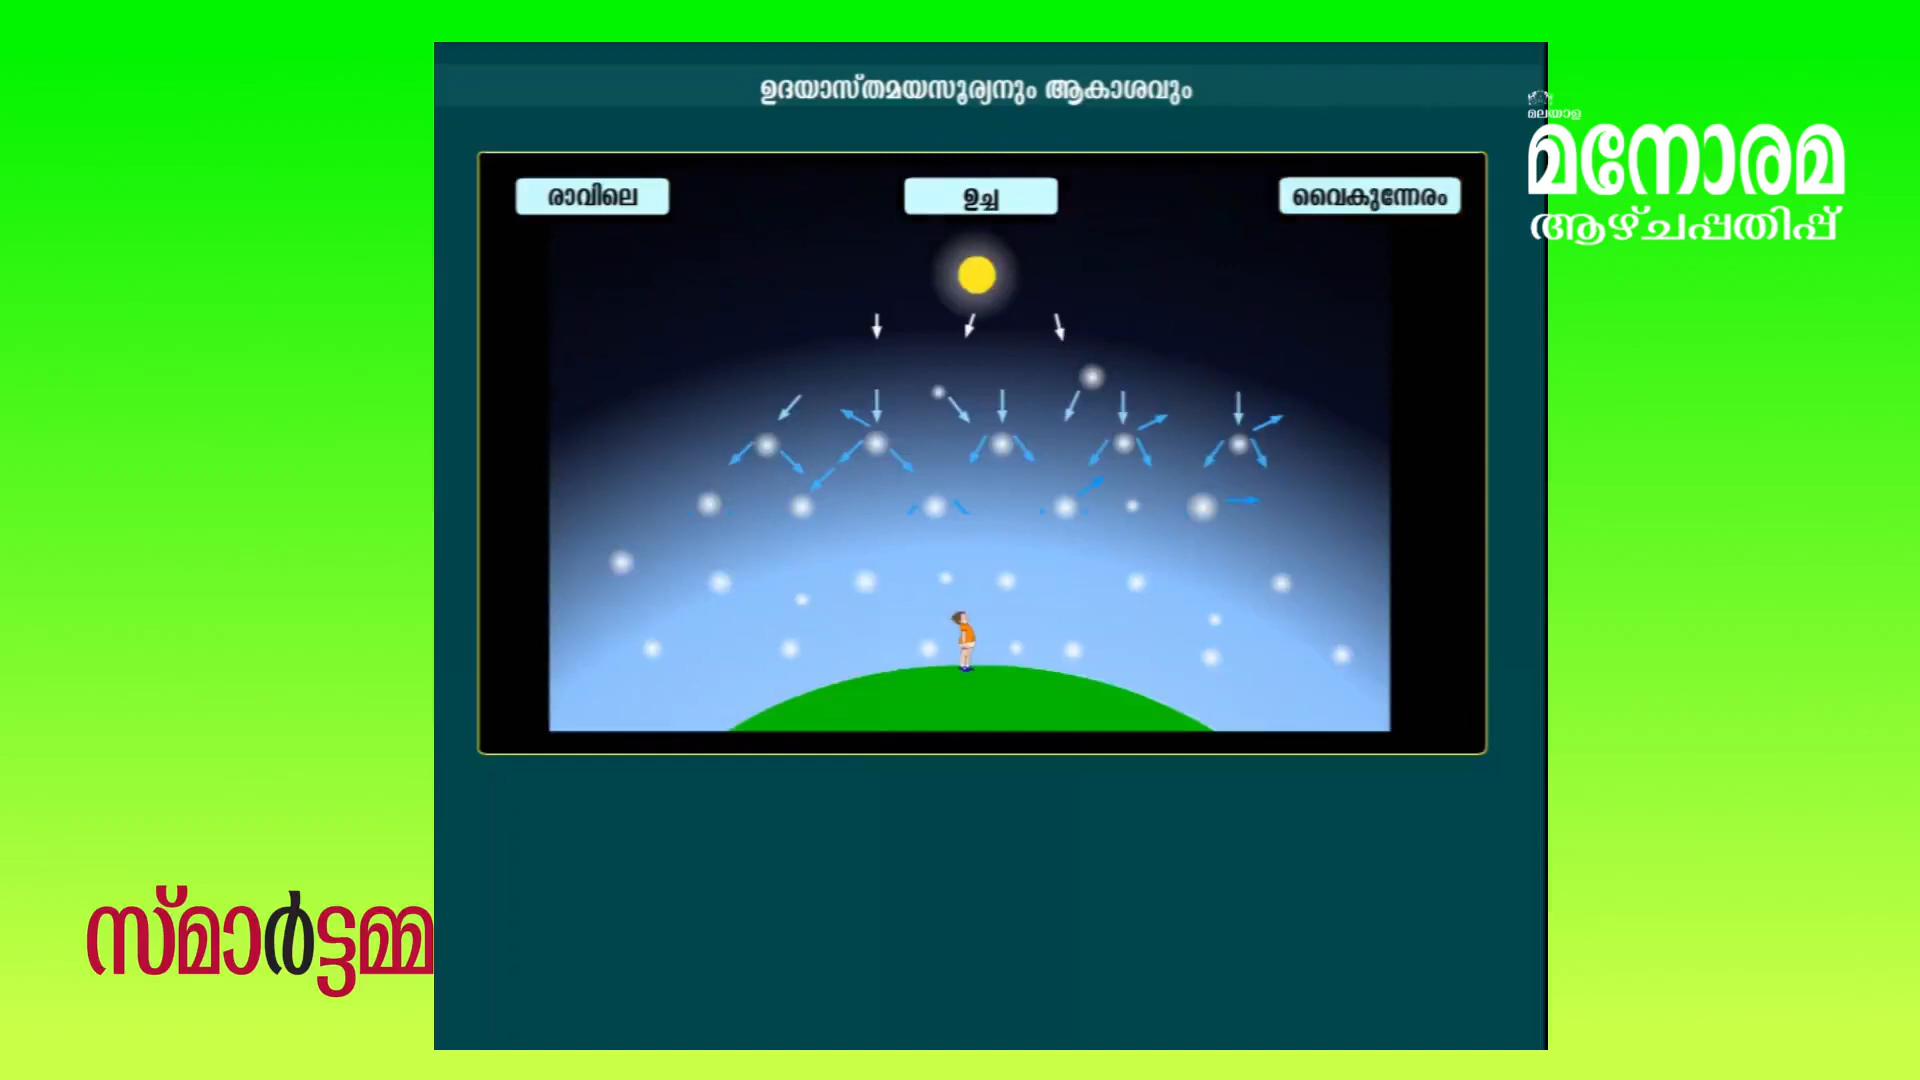 ഉദയാസ്തമയസൂര്യനും ആകാശവും
രാവിലെ
ഉച്ച
വൈകുന്നേരം
മലയാള
മനോരമ
ആഴ്ചപ്പതിപ്പ്
സ്മാർട്ടമ്മ